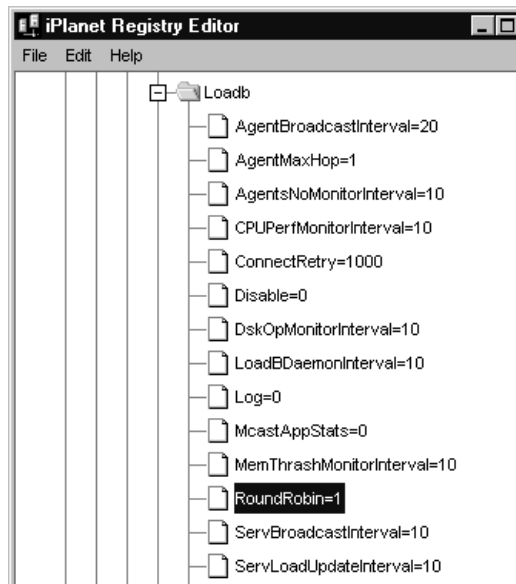 iPlanet Registry Editor
File Edit Help
Loadb
AgentBroadcastInterval=20
AgentMaxHop=1
AgentsNoMonitorInterval=10
CPUPerfMonitorInterval=10
ConnectRetry=1000
Disable=0
DskOpMonitorInterval=10
LoadBDaemonInterval=10
Log=0
McastAppStats=0
MemThrashMonitorInterval=10
RoundRobin=1
ServBroadcastInterval=10
ServLoadUpdateInterval=10